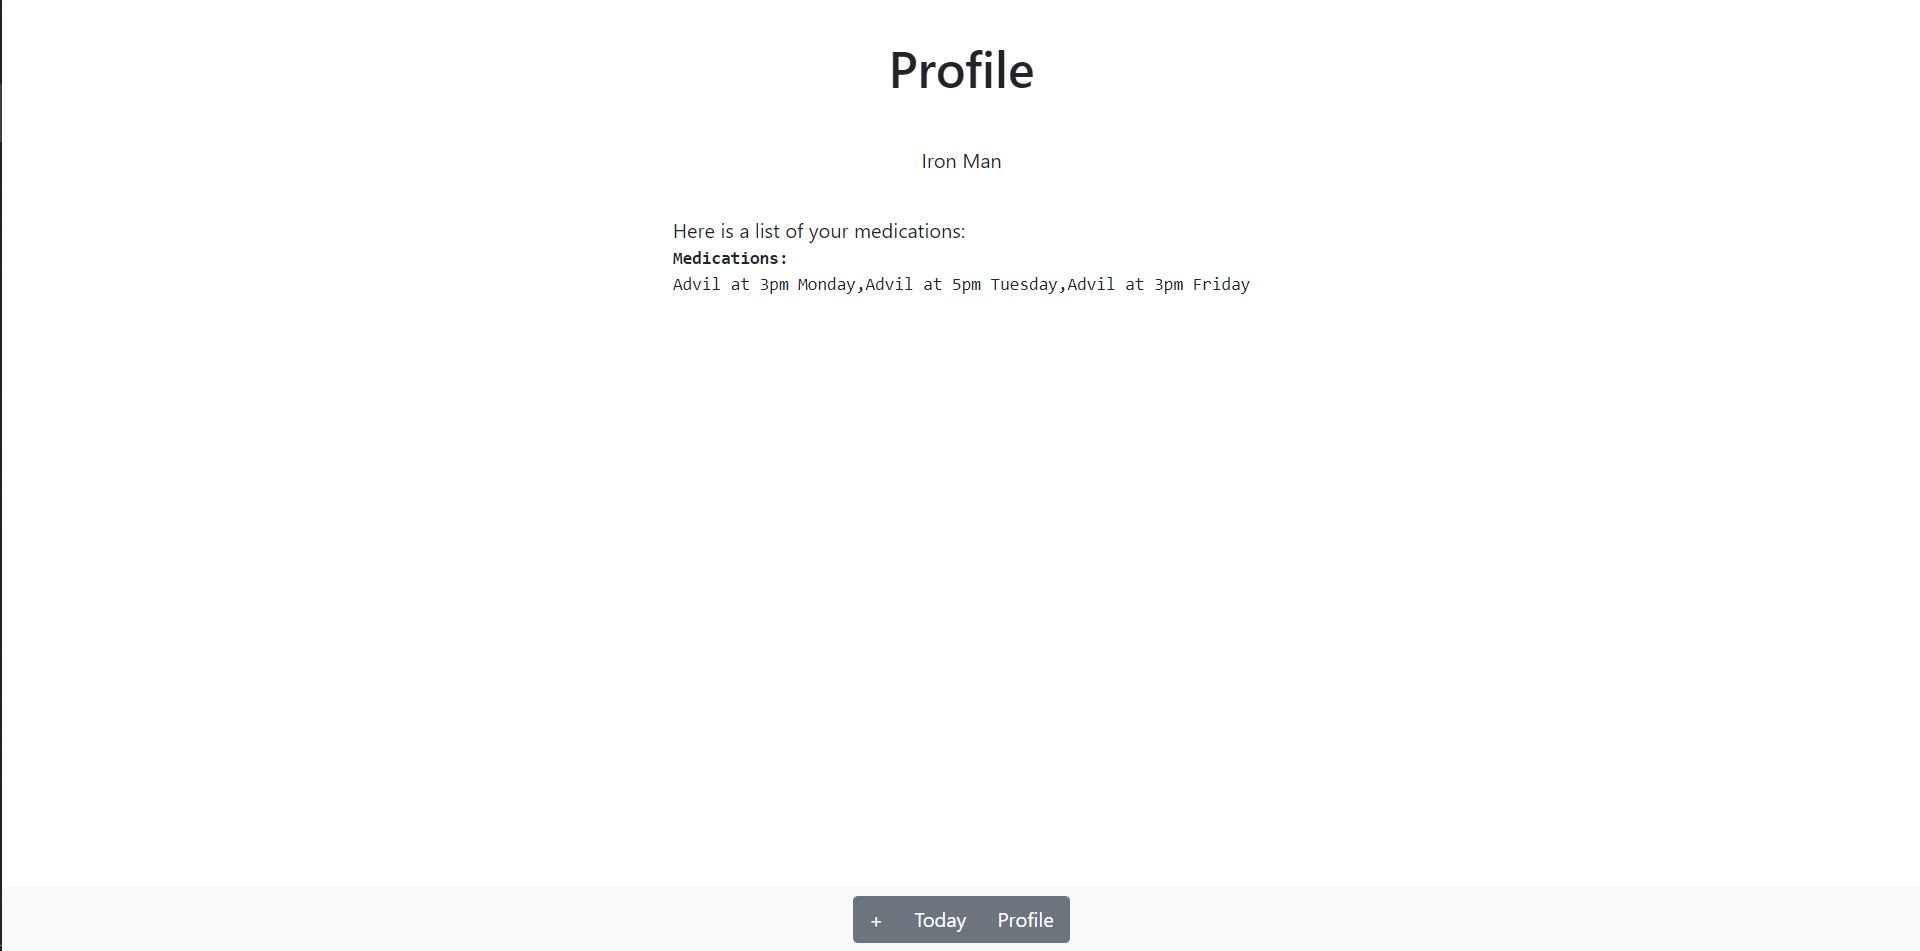 Profile
Iron Man
Here is a list of your medications:
Medications:
Advil at 3pm Monday,Advil at 5pm Tuesday,Advil at 3pm Friday
+ Today Profile